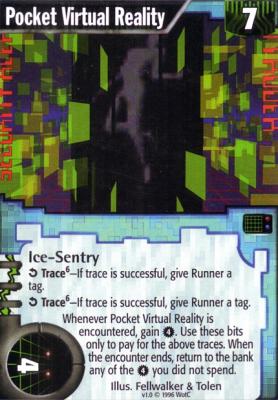 Pocket Virtual Reality
7
Ice-Sentry
Trace⁶–If trace is successful, give Runner a
tag.
Trace⁶–If trace is successful, give Runner a tag.
Whenever Pocket Virtual Reality is
encountered, gain 4. Use these bits
only to pay for the above traces. When
the encounter ends, return to the bank
any of the 4 you did not spend.
4
Illus. Fellwalker & Tolen
v1.0 © 1996 WotC